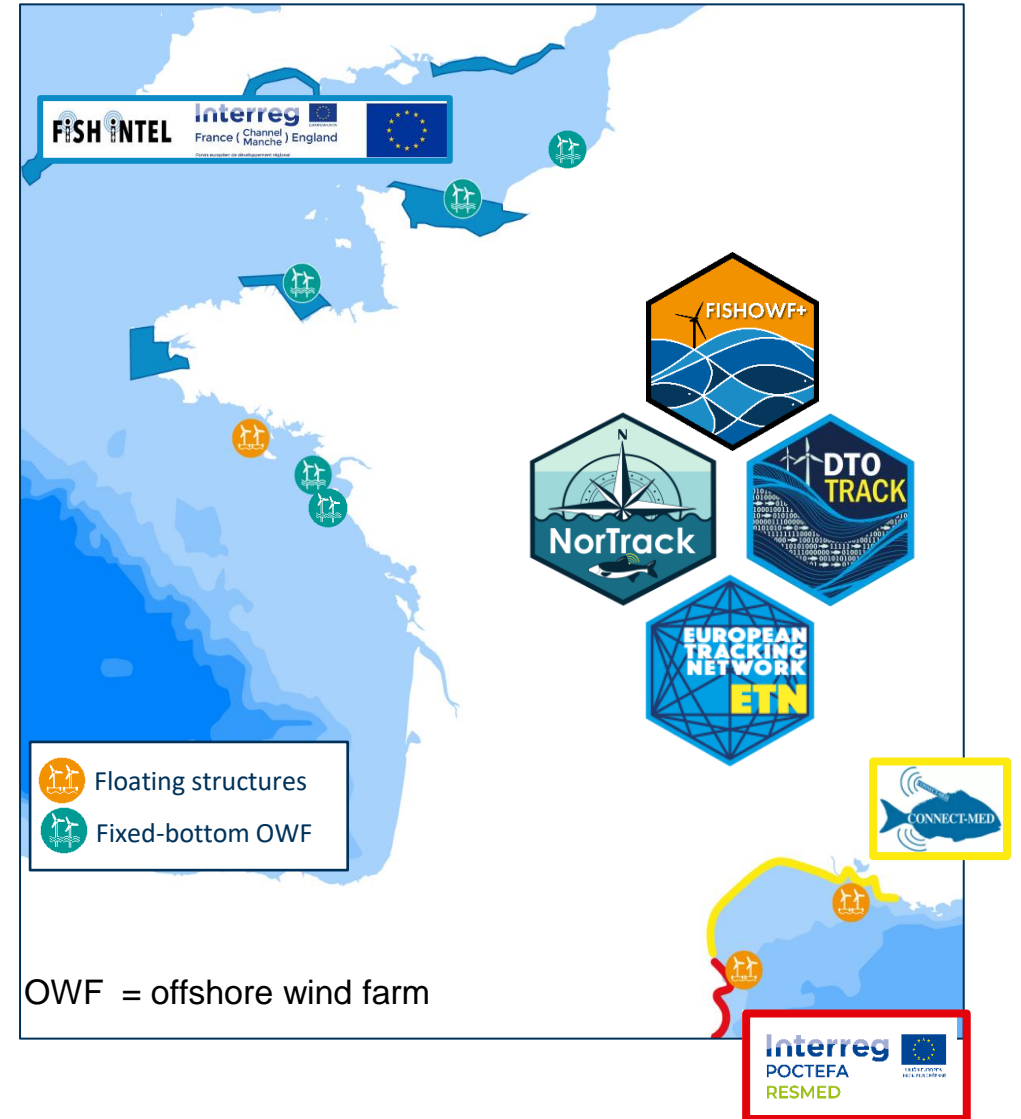 FISH INTEL
Interreg
France ( Channel Manche ) England
Fonds européen de développement régional
FISHOWF+
N
NorTrack
DTO
TRACK
EUROPEAN
TRACKING
NETWORK
ETN
Floating structures
Fixed-bottom OWF
CONNECT-MED
OWF = offshore wind farm
Interreg
POCTEFA
RESMED